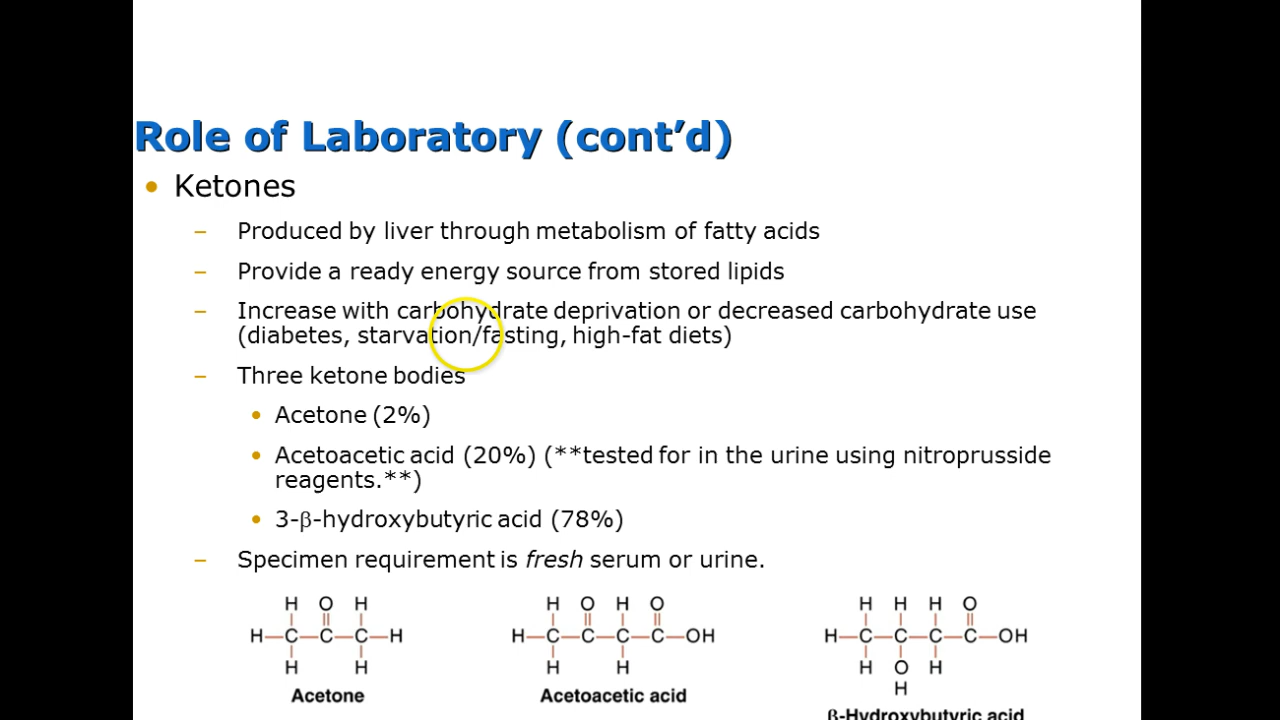 Role of Laboratory (cont’d)
• Ketones
– Produced by liver through metabolism of fatty acids
– Provide a ready energy source from stored lipids
– Increase with carbohydrate deprivation or decreased carbohydrate use
(diabetes, starvation/fasting, high-fat diets)
– Three ketone bodies
• Acetone (2%)
• Acetoacetic acid (20%) (**tested for in the urine using nitroprusside
reagents.**)
• 3-β-hydroxybutyric acid (78%)
– Specimen requirement is fresh serum or urine.
H O H
H—C—C—C—H
H H
Acetone
H O H O
H—C—C—C—C—OH
H H
Acetoacetic acid
H H H O
H—C—C—C—C—OH
H O H
H
β-Hydroxybutyric acid